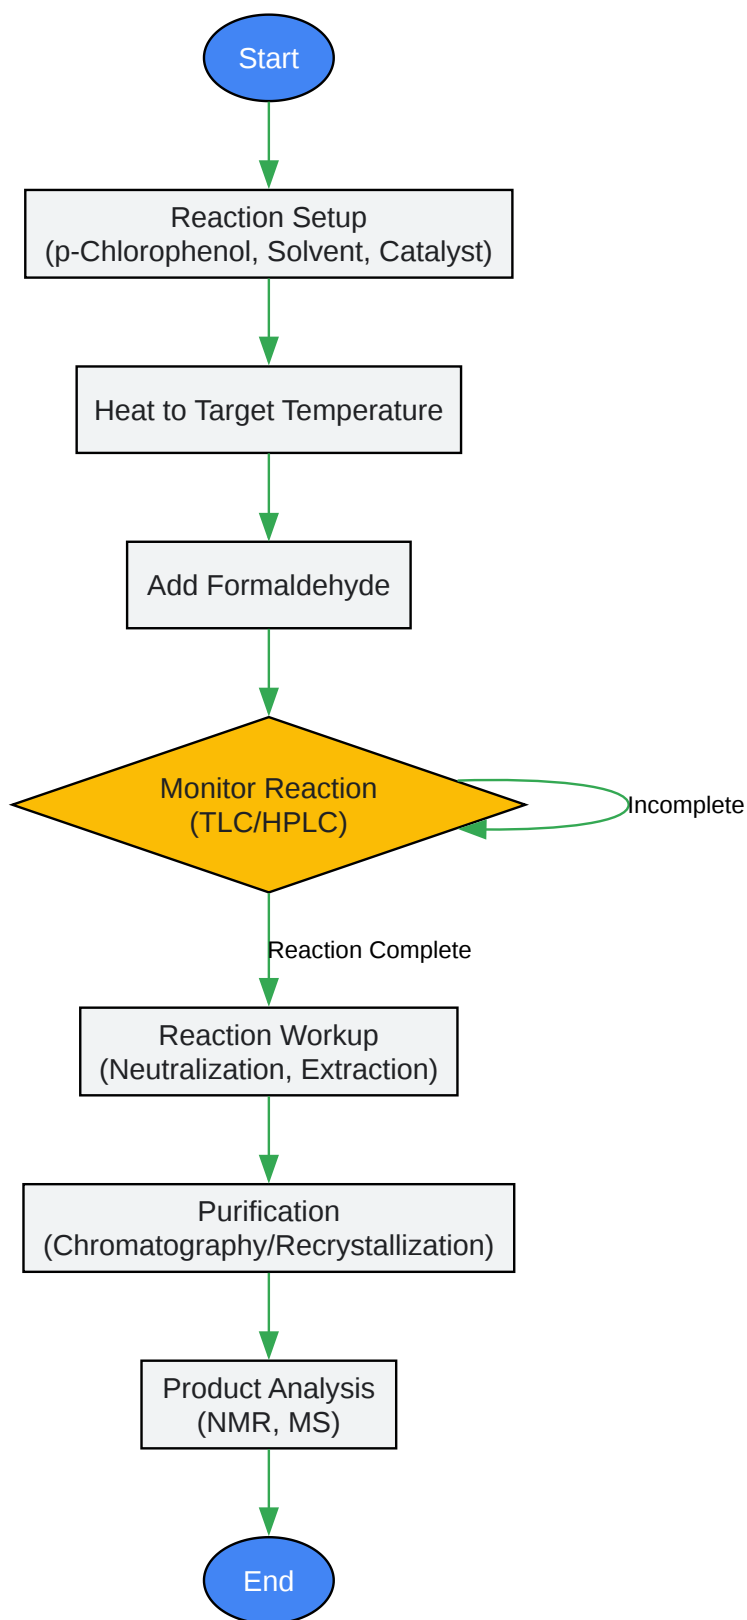 Start
Reaction Setup
(p-Chlorophenol, Solvent, Catalyst)
Heat to Target Temperature
Add Formaldehyde
Monitor Reaction
(TLC/HPLC)
Incomplete
Reaction Complete
Reaction Workup
(Neutralization, Extraction)
Purification
(Chromatography/Recrystallization)
Product Analysis
(NMR, MS)
End